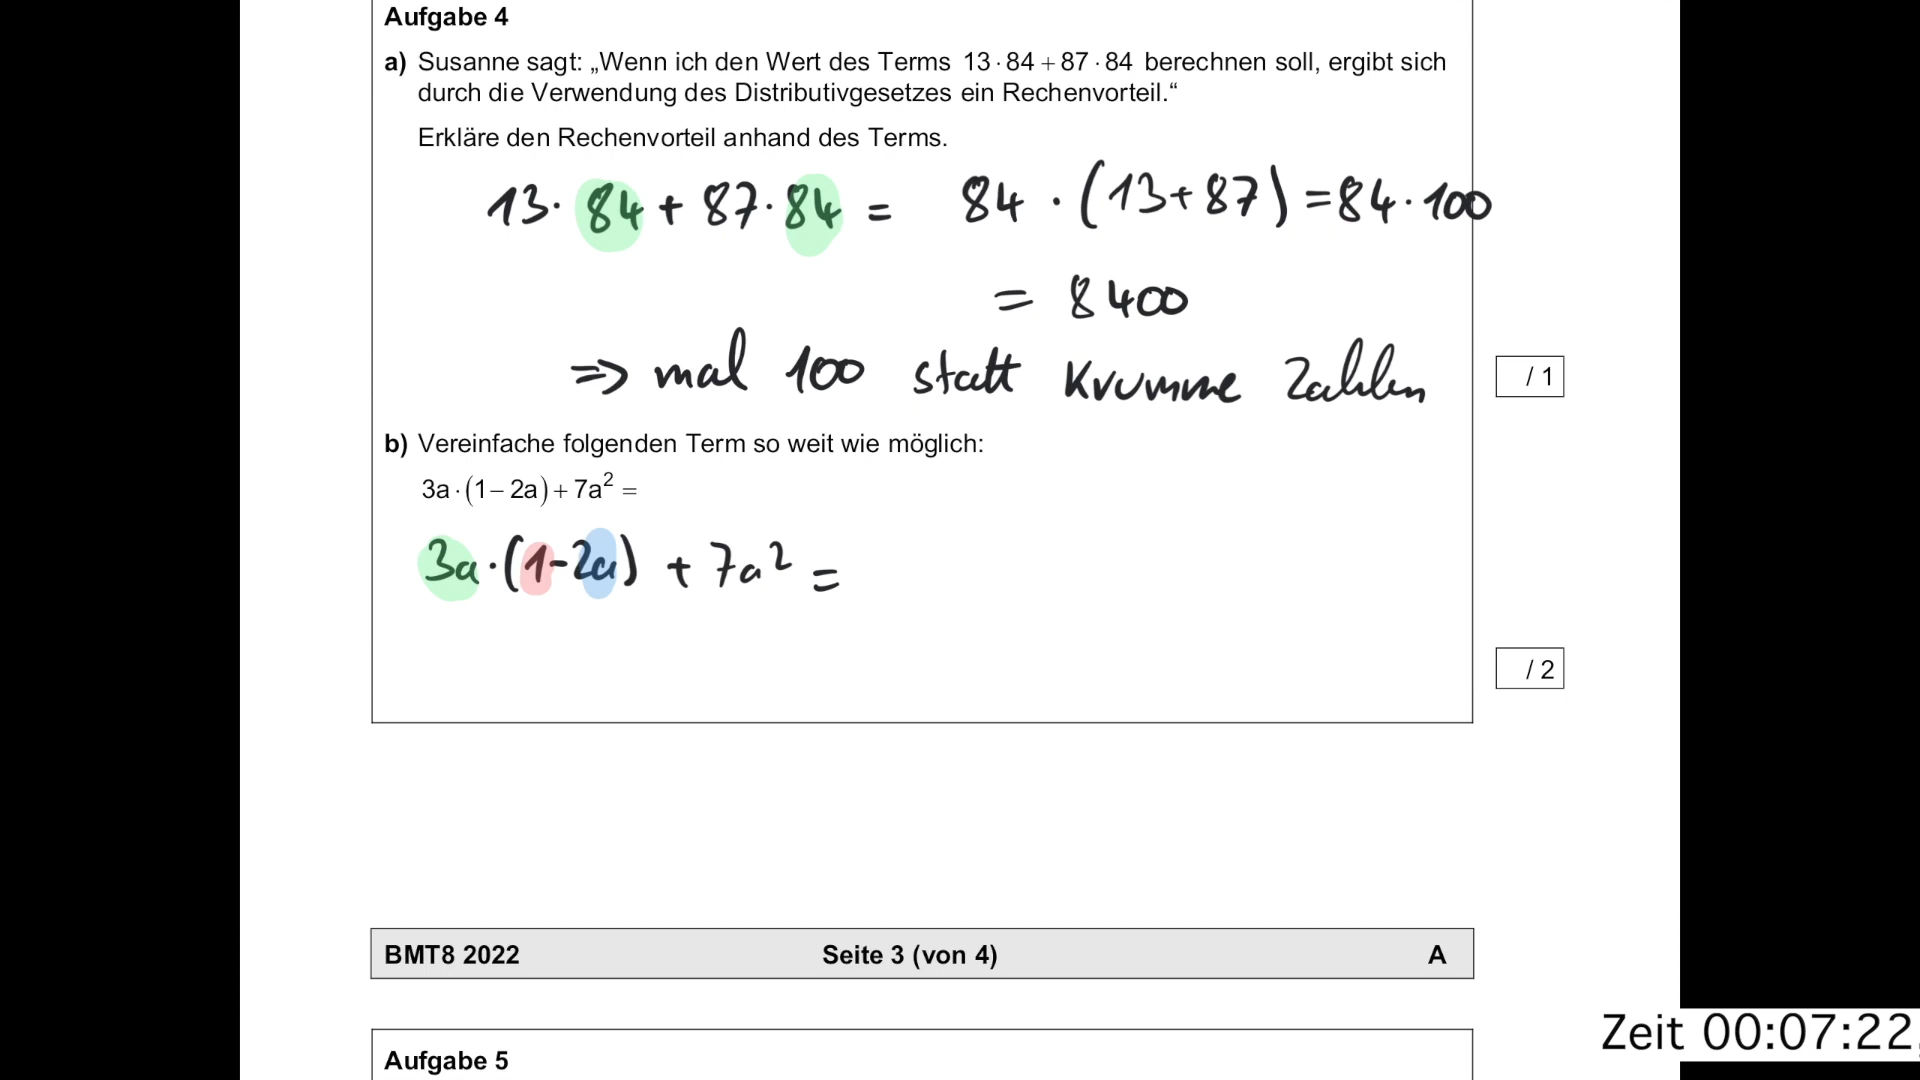 Aufgabe 4
a) Susanne sagt: „Wenn ich den Wert des Terms 13·84+87·84 berechnen soll, ergibt sich
durch die Verwendung des Distributivgesetzes ein Rechenvorteil.“
Erkläre den Rechenvorteil anhand des Terms.
13·84+87·84 = 84·(13+87)=84·100
= 8400
=> mal 100 statt Krumme Zahlen
/ 1
b) Vereinfache folgenden Term so weit wie möglich:
3a·(1−2a)+7a² =
3a·(1-2a) + 7a² =
/ 2
BMT8 2022 Seite 3 (von 4) A
Zeit 00:07:22
Aufgabe 5